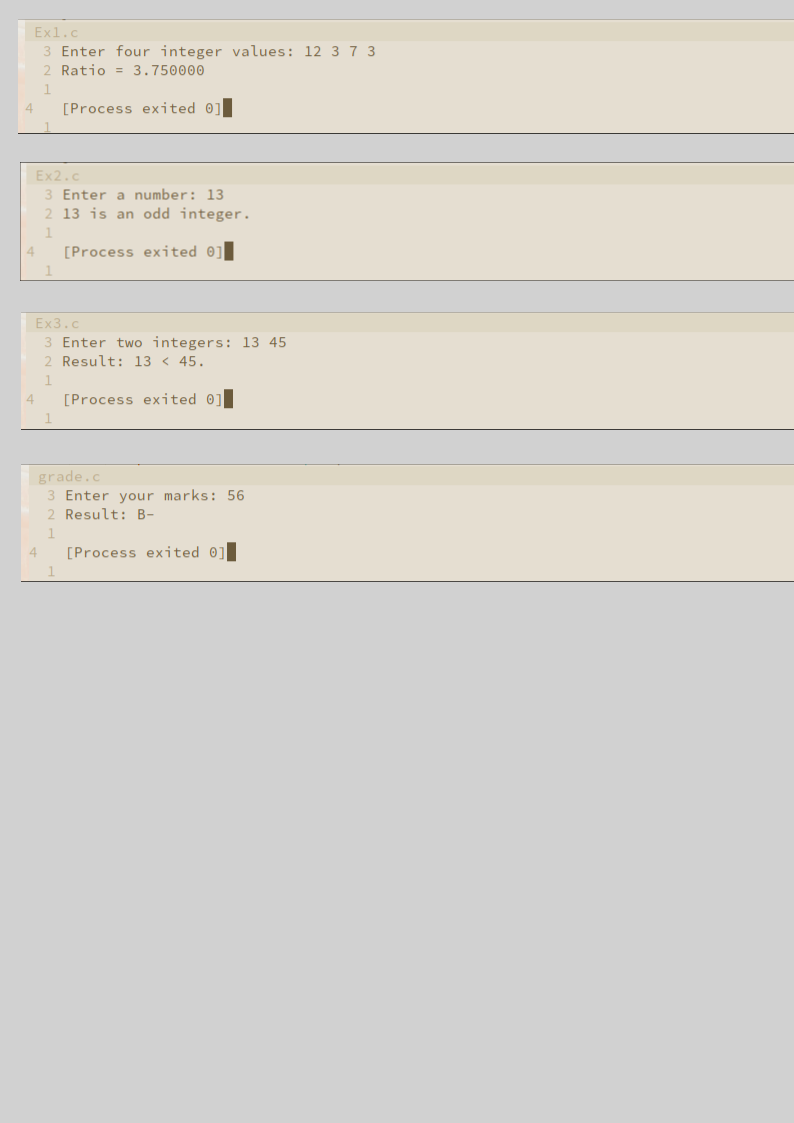 Ex1.c
3 Enter four integer values: 12 3 7 3
2 Ratio = 3.750000
1
4 [Process exited 0]
1
Ex2.c
3 Enter a number: 13
2 13 is an odd integer.
1
4 [Process exited 0]
1
Ex3.c
3 Enter two integers: 13 45
2 Result: 13 < 45.
1
4 [Process exited 0]
1
grade.c
3 Enter your marks: 56
2 Result: B-
1
4 [Process exited 0]
1